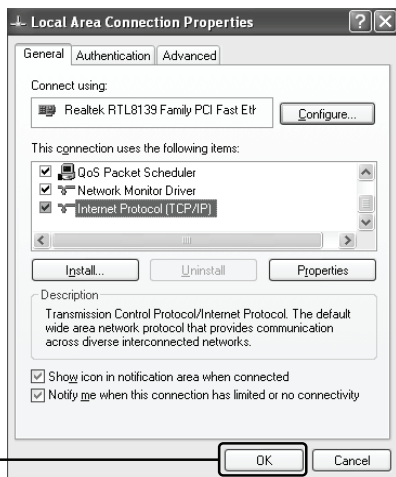 Local Area Connection Properties
General Authentication Advanced
Connect using:
Realtek RTL8139 Family PCI Fast Eth
Configure...
This connection uses the following items:
QoS Packet Scheduler
Network Monitor Driver
Internet Protocol (TCP/IP)
Install... Uninstall Properties
Description
Transmission Control Protocol/Internet Protocol. The default
wide area network protocol that provides communication
across diverse interconnected networks.
Show icon in notification area when connected
Notify me when this connection has limited or no connectivity
OK Cancel